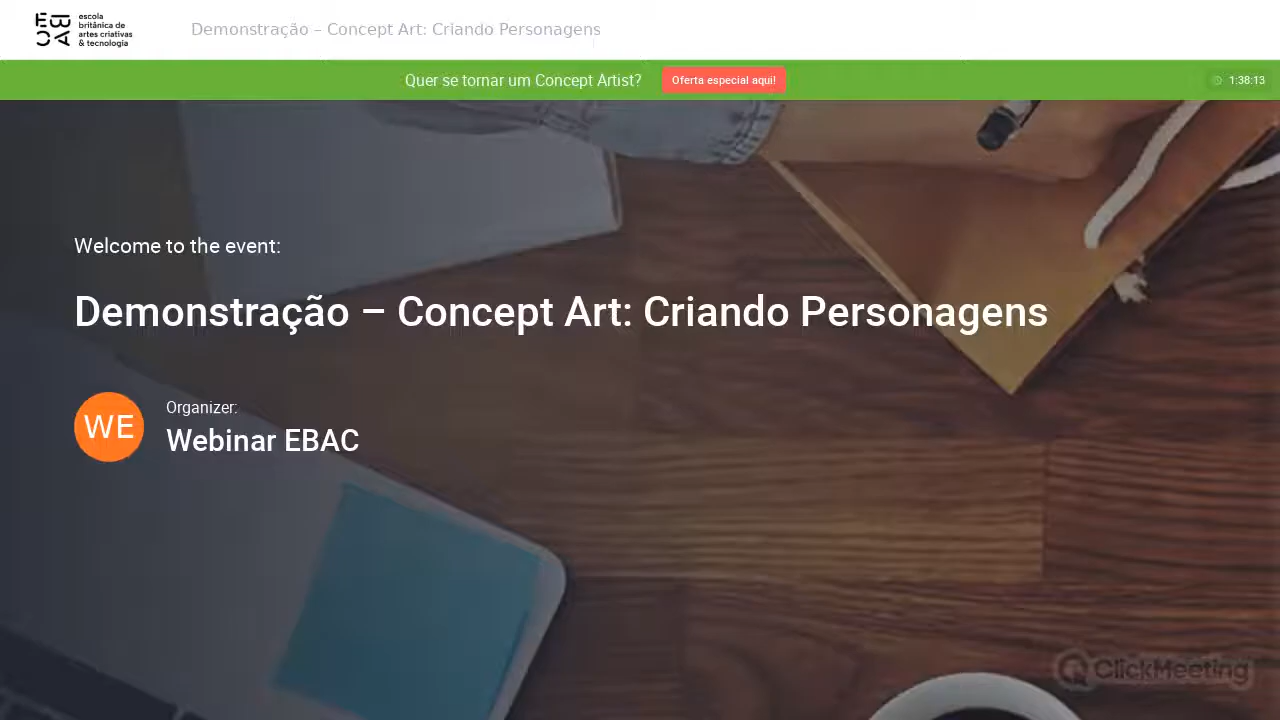 EBAC
escola
britânica de
artes criativas
& tecnologia
Demonstração – Concept Art: Criando Personagens
Quer se tornar um Concept Artist?
Oferta especial aqui!
1:38:13
Welcome to the event:
Demonstração – Concept Art: Criando Personagens
WE
Organizer:
Webinar EBAC
ClickMeeting